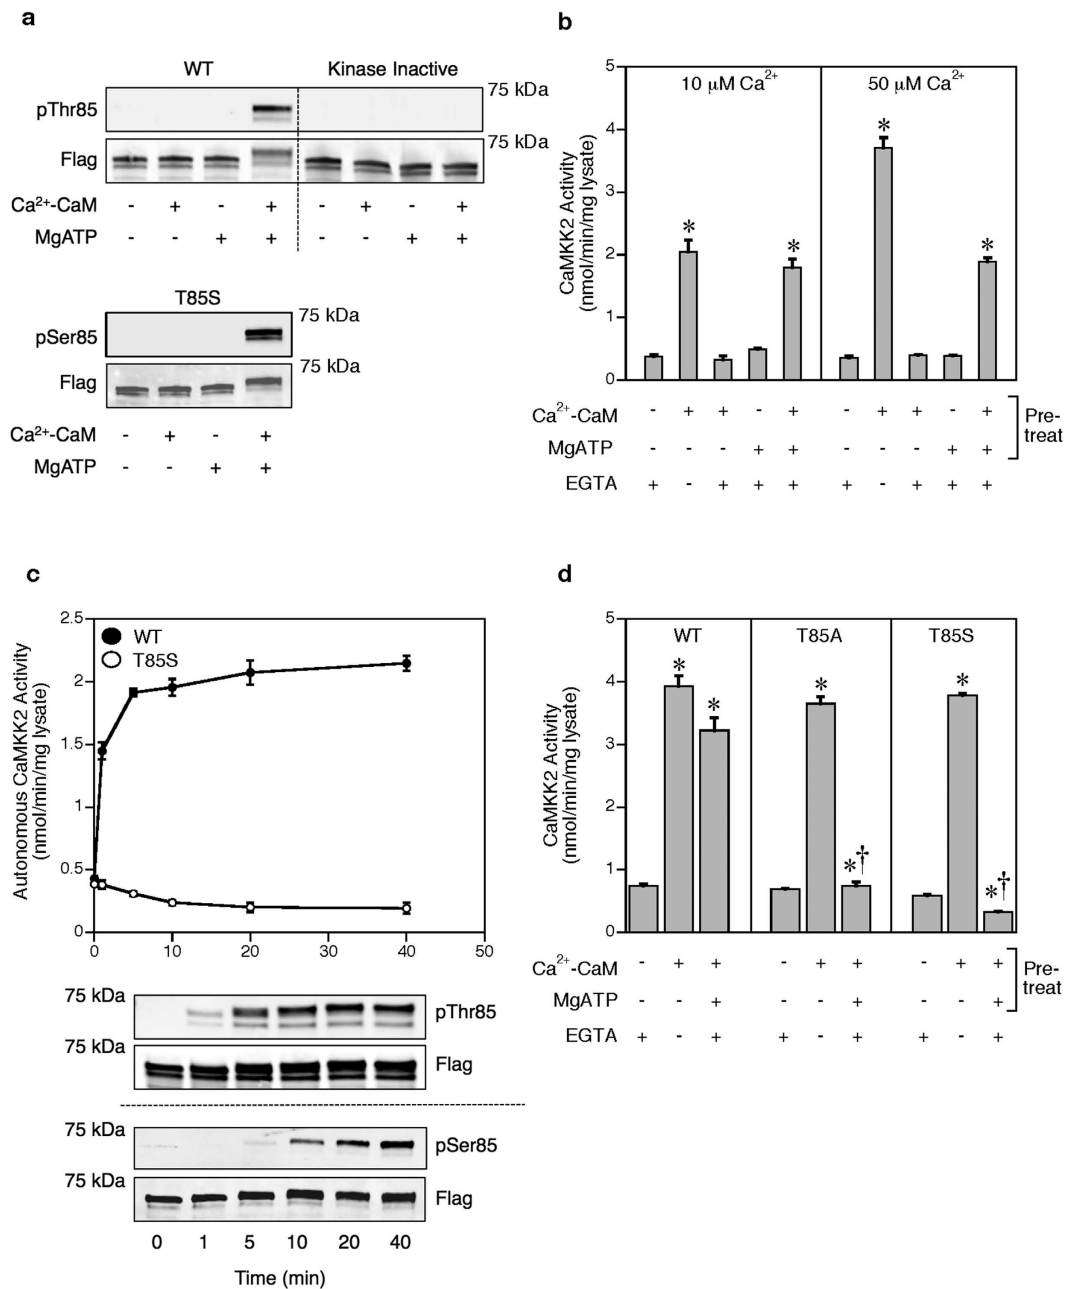 a
WT Kinase Inactive
75 kDa
pThr85
75 kDa
Flag
Ca2+-CaM - + - + - + - +
MgATP - - + + - - + +
T85S
75 kDa
pSer85
75 kDa
Flag
Ca2+-CaM - + - +
MgATP - - + +
b
5
4
3
2
1
0
CaMKK2 Activity
(nmol/min/mg lysate)
10 μM Ca2+ 50 μM Ca2+
* * * *
Ca2+-CaM - + + - + - + + - +
MgATP - - - + + - - - + +
EGTA + - + + + + - + + +
Pre-
treat
c
2.5
2
1.5
1
0.5
0
Autonomous CaMKK2 Activity
(nmol/min/mg lysate)
WT
T85S
0 10 20 30 40 50
75 kDa
pThr85
75 kDa
Flag
75 kDa
pSer85
75 kDa
Flag
0 1 5 10 20 40
Time (min)
d
5
4
3
2
1
0
CaMKK2 Activity
(nmol/min/mg lysate)
WT T85A T85S
* * * *† * *†
Ca2+-CaM - + + - + + - + +
MgATP - - + - - + - - +
EGTA + - + + - + + - +
Pre-
treat